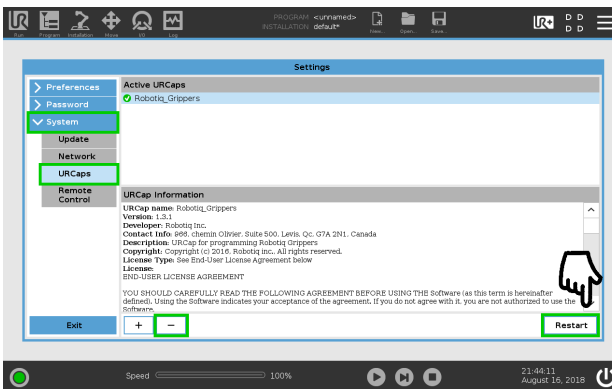 PROGRAM <unnamed>
INSTALLATION default*
Run Program Installation Move I/O Log New... Open... Save...
UR+
D D
D D
Settings
Preferences
Password
System
Update
Network
URCaps
Remote
Control
Exit
Active URCaps
Robotiq_Grippers
URCap Information
URCap name: Robotiq_Grippers
Version: 1.3.1
Developer: Robotiq Inc.
Contact Info: 966, chemin Olivier, Suite 500, Levis, Qc, G7A 2N1, Canada
Description: URCap for programming Robotiq Grippers
Copyright: Copyright (c) 2016, Robotiq inc., All rights reserved.
License Type: See End-User License Agreement below
License:
END-USER LICENSE AGREEMENT
YOU SHOULD CAREFULLY READ THE FOLLOWING AGREEMENT BEFORE USING THE Software (as this term is hereinafter
defined). Using the Software indicates your acceptance of the agreement. If you do not agree with it, you are not authorized to use the
Software.
+ − Restart
Speed 100%
21:44:11
August 16, 2018